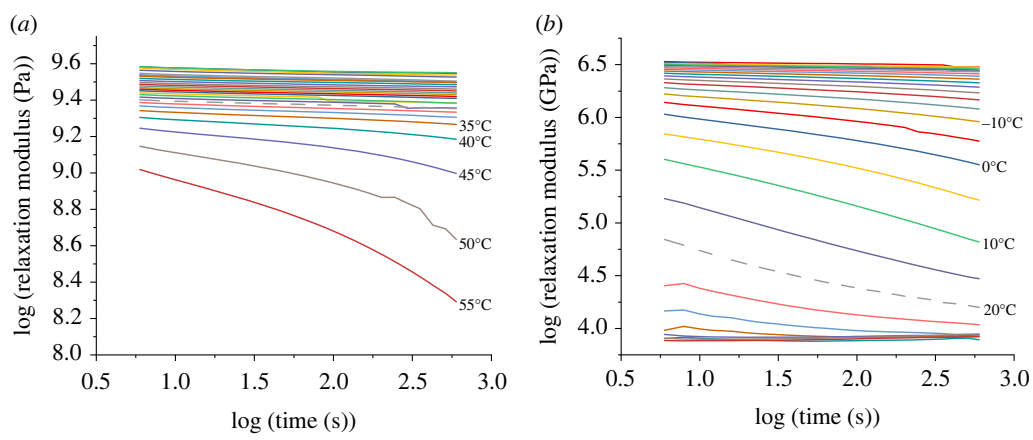 (a)
9.6
9.4
9.2
9.0
8.8
8.6
8.4
8.2
8.0
log (relaxation modulus (Pa))
35°C
40°C
45°C
50°C
55°C
0.5 1.0 1.5 2.0 2.5 3.0
log (time (s))
(b)
6.5
6.0
5.5
5.0
4.5
4.0
log (relaxation modulus (GPa))
–10°C
0°C
10°C
20°C
0.5 1.0 1.5 2.0 2.5 3.0
log (time (s))